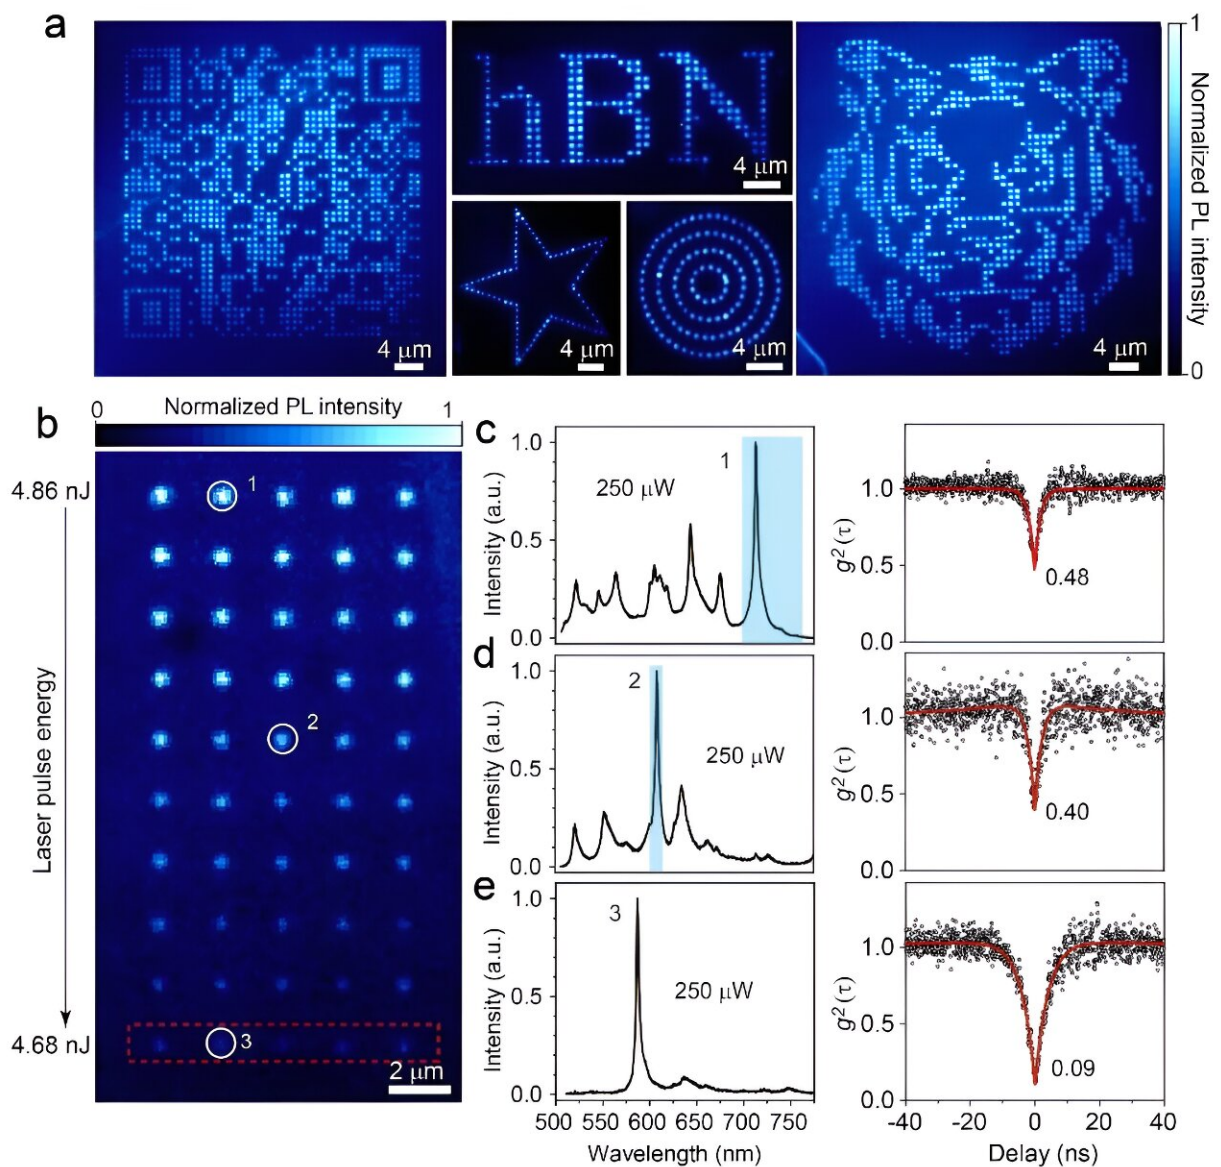 a
hBN
4 μm
4 μm
4 μm
4 μm
4 μm
1
Normalized PL intensity
0
b
0 Normalized PL intensity 1
4.86 nJ
Laser pulse energy
4.68 nJ
1
2
3
2 μm
c
Intensity (a.u.)
1.0
0.5
0.0
250 μW
1
g²(τ)
1.0
0.5
0.0
0.48
d
Intensity (a.u.)
1.0
0.5
0.0
2
250 μW
g²(τ)
1.0
0.5
0.0
0.40
e
Intensity (a.u.)
1.0
0.5
0.0
3
250 μW
500 550 600 650 700 750
Wavelength (nm)
g²(τ)
1.0
0.5
0.0
0.09
-40 -20 0 20 40
Delay (ns)